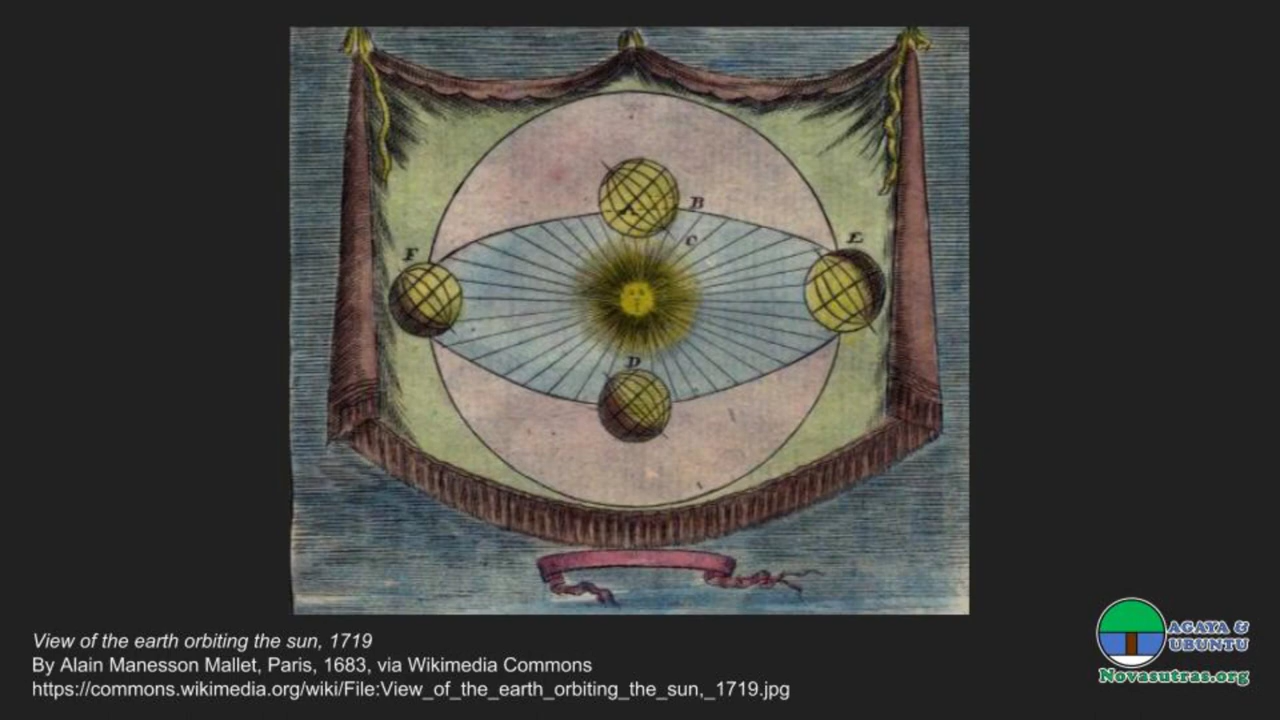 B
C
E
F
A
D
View of the earth orbiting the sun, 1719
By Alain Manesson Mallet, Paris, 1683, via Wikimedia Commons
https://commons.wikimedia.org/wiki/File:View_of_the_earth_orbiting_the_sun,_1719.jpg
AGAYA &
UBUNTU
Novasutras.org